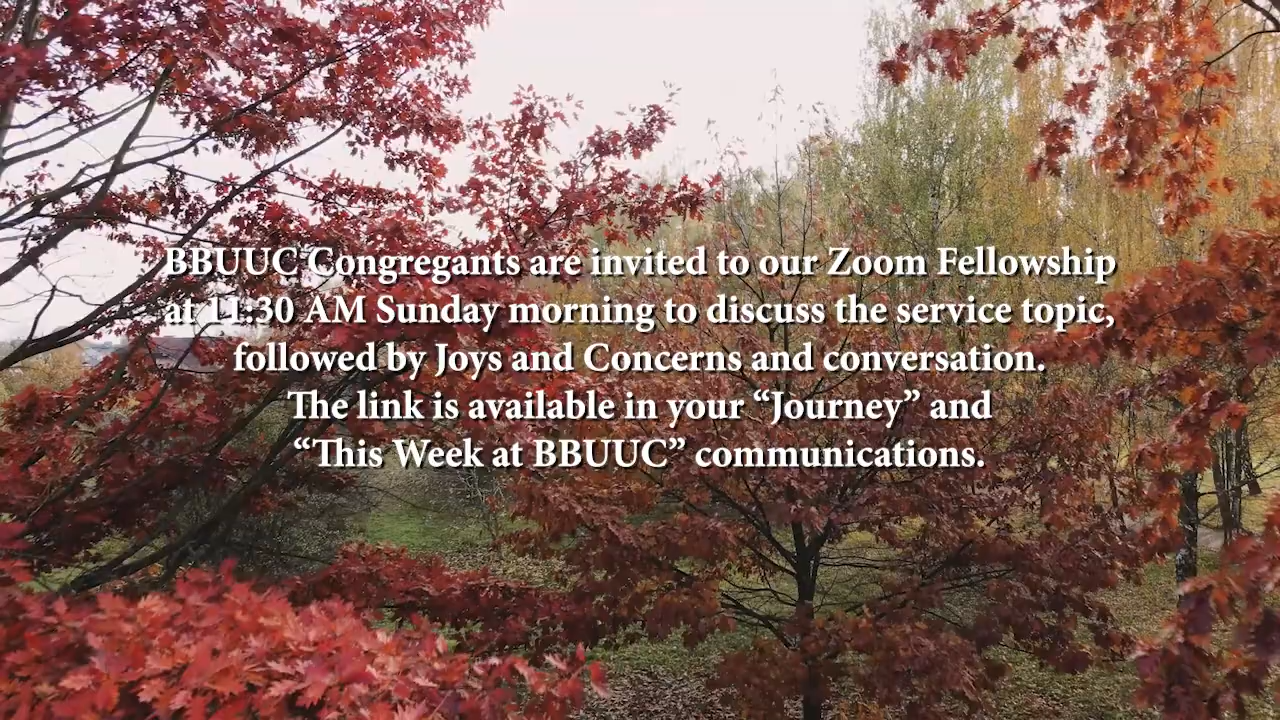 BBUUC Congregants are invited to our Zoom Fellowship
at 11:30 AM Sunday morning to discuss the service topic,
followed by Joys and Concerns and conversation.
The link is available in your “Journey” and
“This Week at BBUUC” communications.